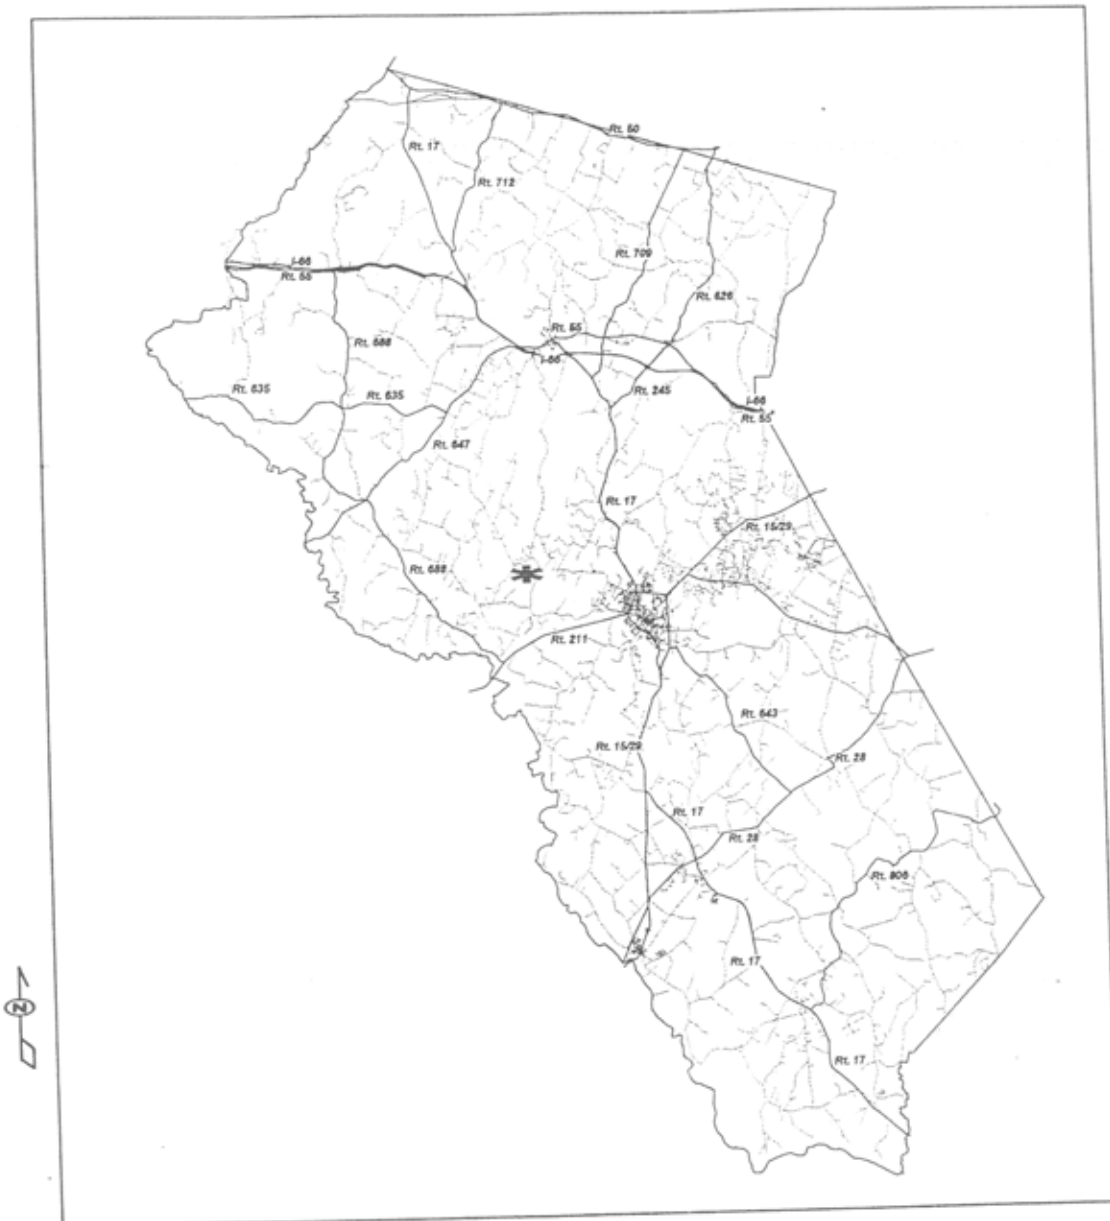 Rt. 50
Rt. 17
Rt. 712
Rt. 709
I-66
Rt. 55
Rt. 626
Rt. 55
Rt. 688
I-66
Rt. 635
Rt. 635
Rt. 245
I-66
Rt. 55
Rt. 647
Rt. 17
Rt. 15/29
Rt. 688
Rt. 211
Rt. 643
Rt. 15/29
Rt. 28
Rt. 17
Rt. 28
Rt. 806
Rt. 17
N
Rt. 17